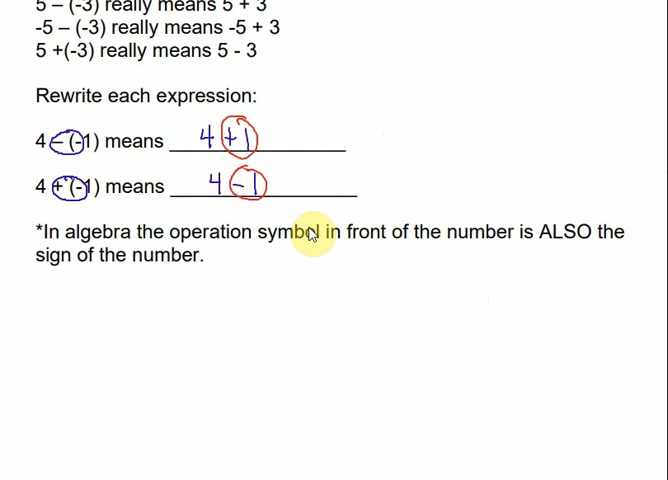 5 – (-3) really means 5 + 3
-5 – (-3) really means -5 + 3
5 +(-3) really means 5 - 3
Rewrite each expression:
4 – (-1) means 4 + 1
4 + (-1) means 4 - 1
*In algebra the operation symbol in front of the number is ALSO the
sign of the number.